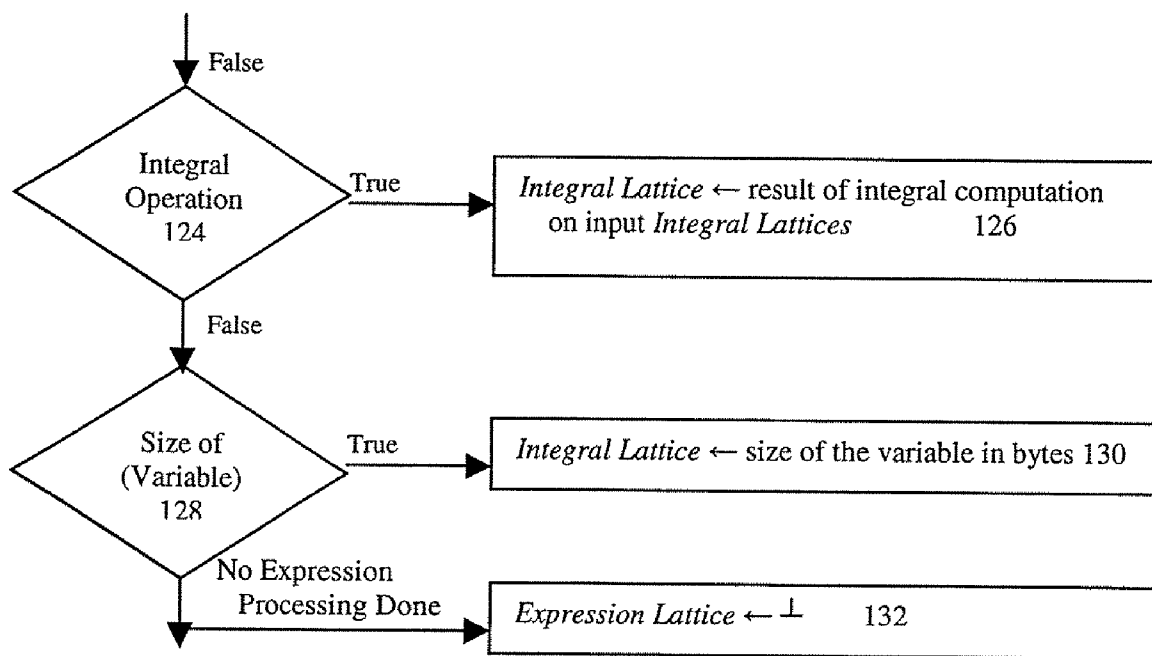 False
Integral
Operation
124
True
Integral Lattice ← result of integral computation
on input Integral Lattices 126
False
Size of
(Variable)
128
True
Integral Lattice ← size of the variable in bytes 130
No Expression
Processing Done
Expression Lattice ← ⊥ 132